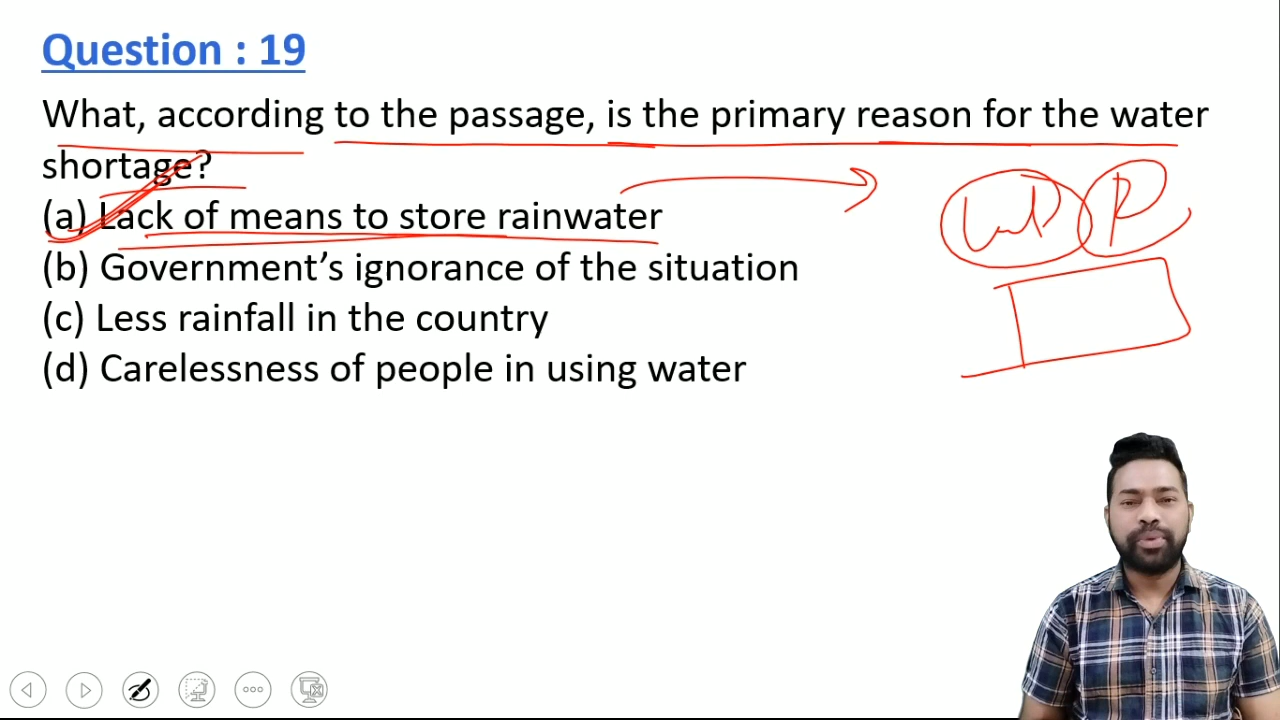 Question : 19
What, according to the passage, is the primary reason for the water
shortage?
(a) Lack of means to store rainwater
(b) Government’s ignorance of the situation
(c) Less rainfall in the country
(d) Carelessness of people in using water
P